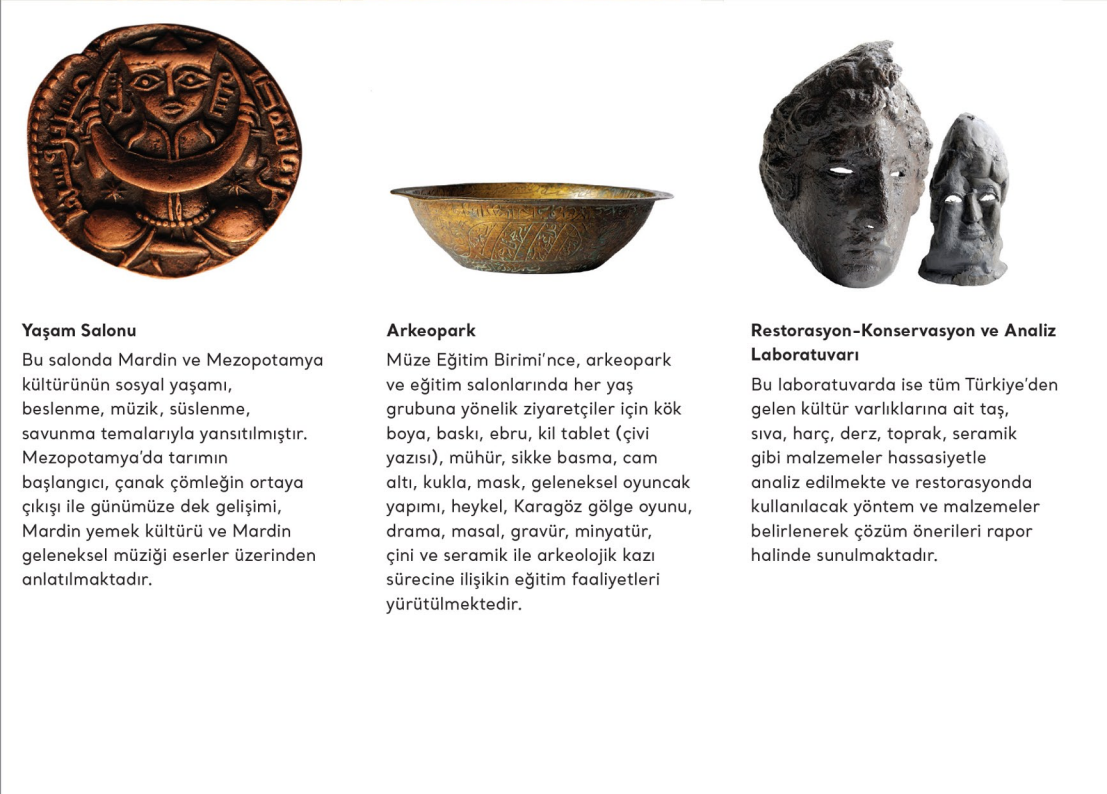 Yaşam Salonu
Bu salonda Mardin ve Mezopotamya
kültürünün sosyal yaşamı,
beslenme, müzik, süslenme,
savunma temalarıyla yansıtılmıştır.
Mezopotamya’da tarımın
başlangıcı, çanak çömleğin ortaya
çıkışı ile günümüze dek gelişimi,
Mardin yemek kültürü ve Mardin
geleneksel müziği eserler üzerinden
anlatılmaktadır.
Arkeopark
Müze Eğitim Birimi’nce, arkeopark
ve eğitim salonlarında her yaş
grubuna yönelik ziyaretçiler için kök
boya, baskı, ebru, kil tablet (çivi
yazısı), mühür, sikke basma, cam
altı, kukla, mask, geleneksel oyuncak
yapımı, heykel, Karagöz gölge oyunu,
drama, masal, gravür, minyatür,
çini ve seramik ile arkeolojik kazı
sürecine ilişikin eğitim faaliyetleri
yürütülmektedir.
Restorasyon-Konservasyon ve Analiz
Laboratuvarı
Bu laboratuvarda ise tüm Türkiye’den
gelen kültür varlıklarına ait taş,
sıva, harç, derz, toprak, seramik
gibi malzemeler hassasiyetle
analiz edilmekte ve restorasyonda
kullanılacak yöntem ve malzemeler
belirlenerek çözüm önerileri rapor
halinde sunulmaktadır.